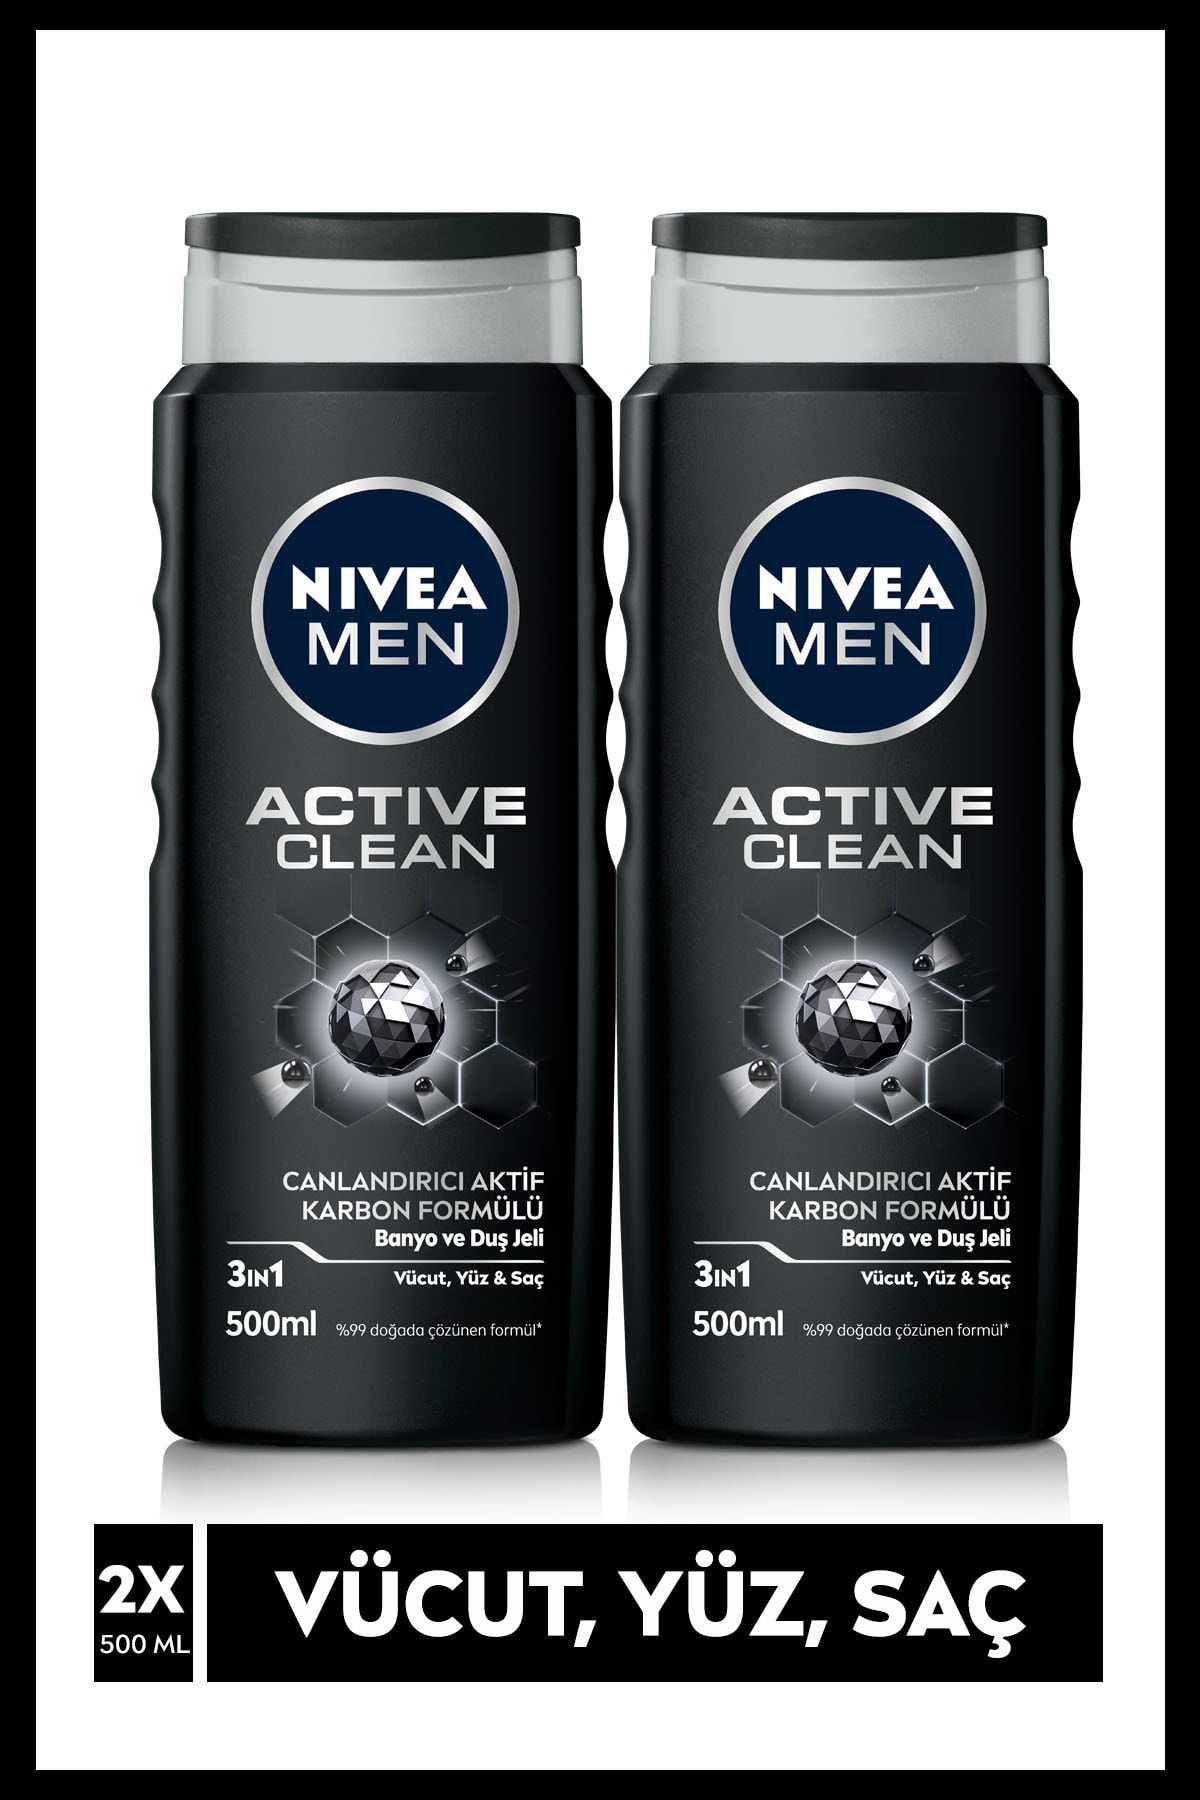 NIVEA
MEN
ACTIVE
CLEAN
CANLANDIRICI AKTİF
KARBON FORMÜLÜ
Banyo ve Duş Jeli
3IN1
Vücut, Yüz & Saç
500ml
%99 doğada çözünen formül*
NIVEA
MEN
ACTIVE
CLEAN
CANLANDIRICI AKTİF
KARBON FORMÜLÜ
Banyo ve Duş Jeli
3IN1
Vücut, Yüz & Saç
500ml
%99 doğada çözünen formül*
2X
500 ML
VÜCUT, YÜZ, SAÇ